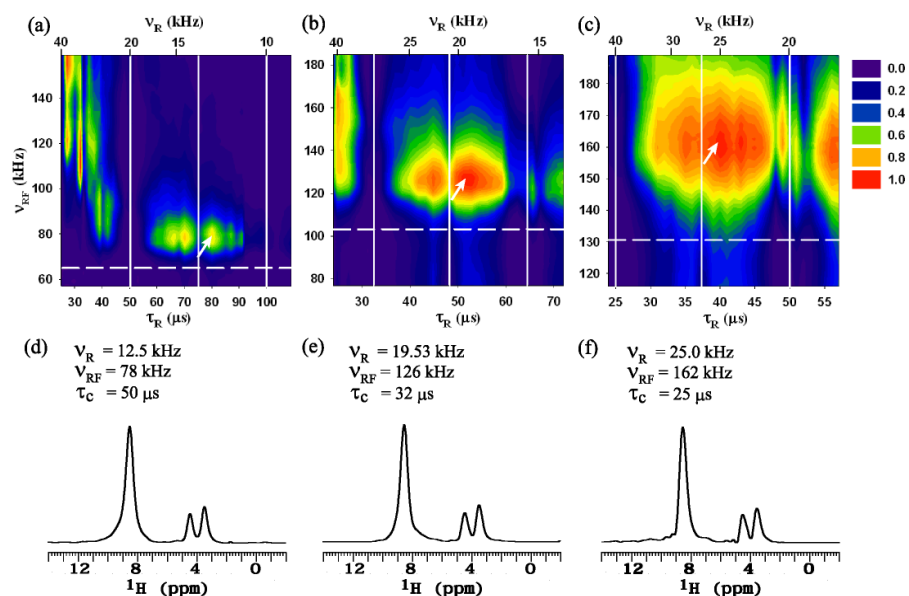 (a)
ν_R (kHz)
40 20 13 10
160
140
120
100
80
60
ν_RF (kHz)
30 40 50 60 70 80 90 100
τ_R (μs)
(b)
ν_R (kHz)
40 27 20 15
180
160
140
120
100
80
30 40 50 60 70
τ_R (μs)
(c)
ν_R (kHz)
40 27 25 20
180
170
160
150
140
130
120
25 30 35 40 45 50 55
τ_R (μs)
0.0
0.2
0.4
0.6
0.8
1.0
(d)
ν_R = 12.5 kHz
ν_RF = 78 kHz
τ_C = 50 μs
12 8 4 0
¹H (ppm)
(e)
ν_R = 19.53 kHz
ν_RF = 126 kHz
τ_C = 32 μs
12 8 4 0
¹H (ppm)
(f)
ν_R = 25.0 kHz
ν_RF = 162 kHz
τ_C = 25 μs
12 8 4 0
¹H (ppm)